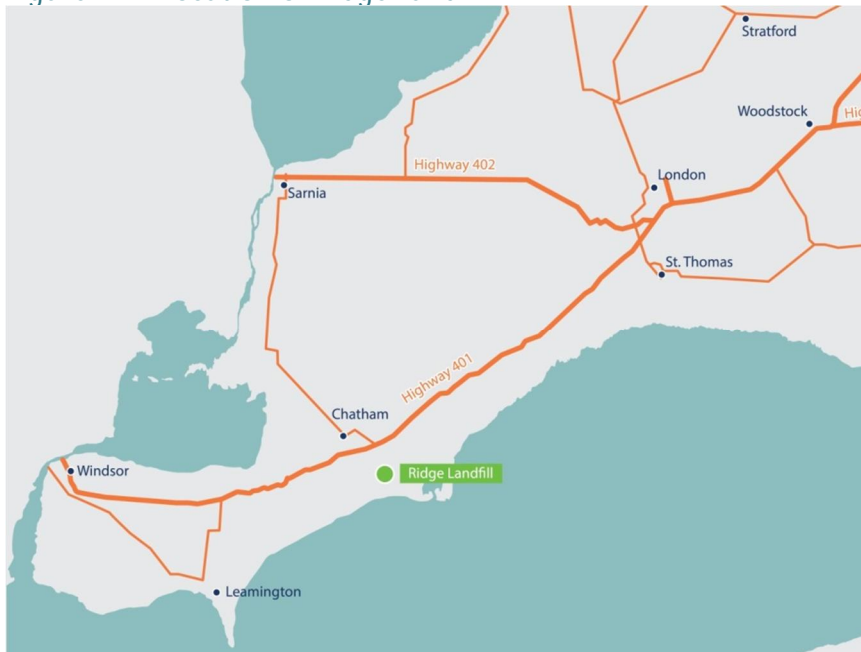 Stratford
Woodstock
Highway 402
London
Sarnia
St. Thomas
Highway 401
Chatham
Ridge Landfill
Windsor
Leamington